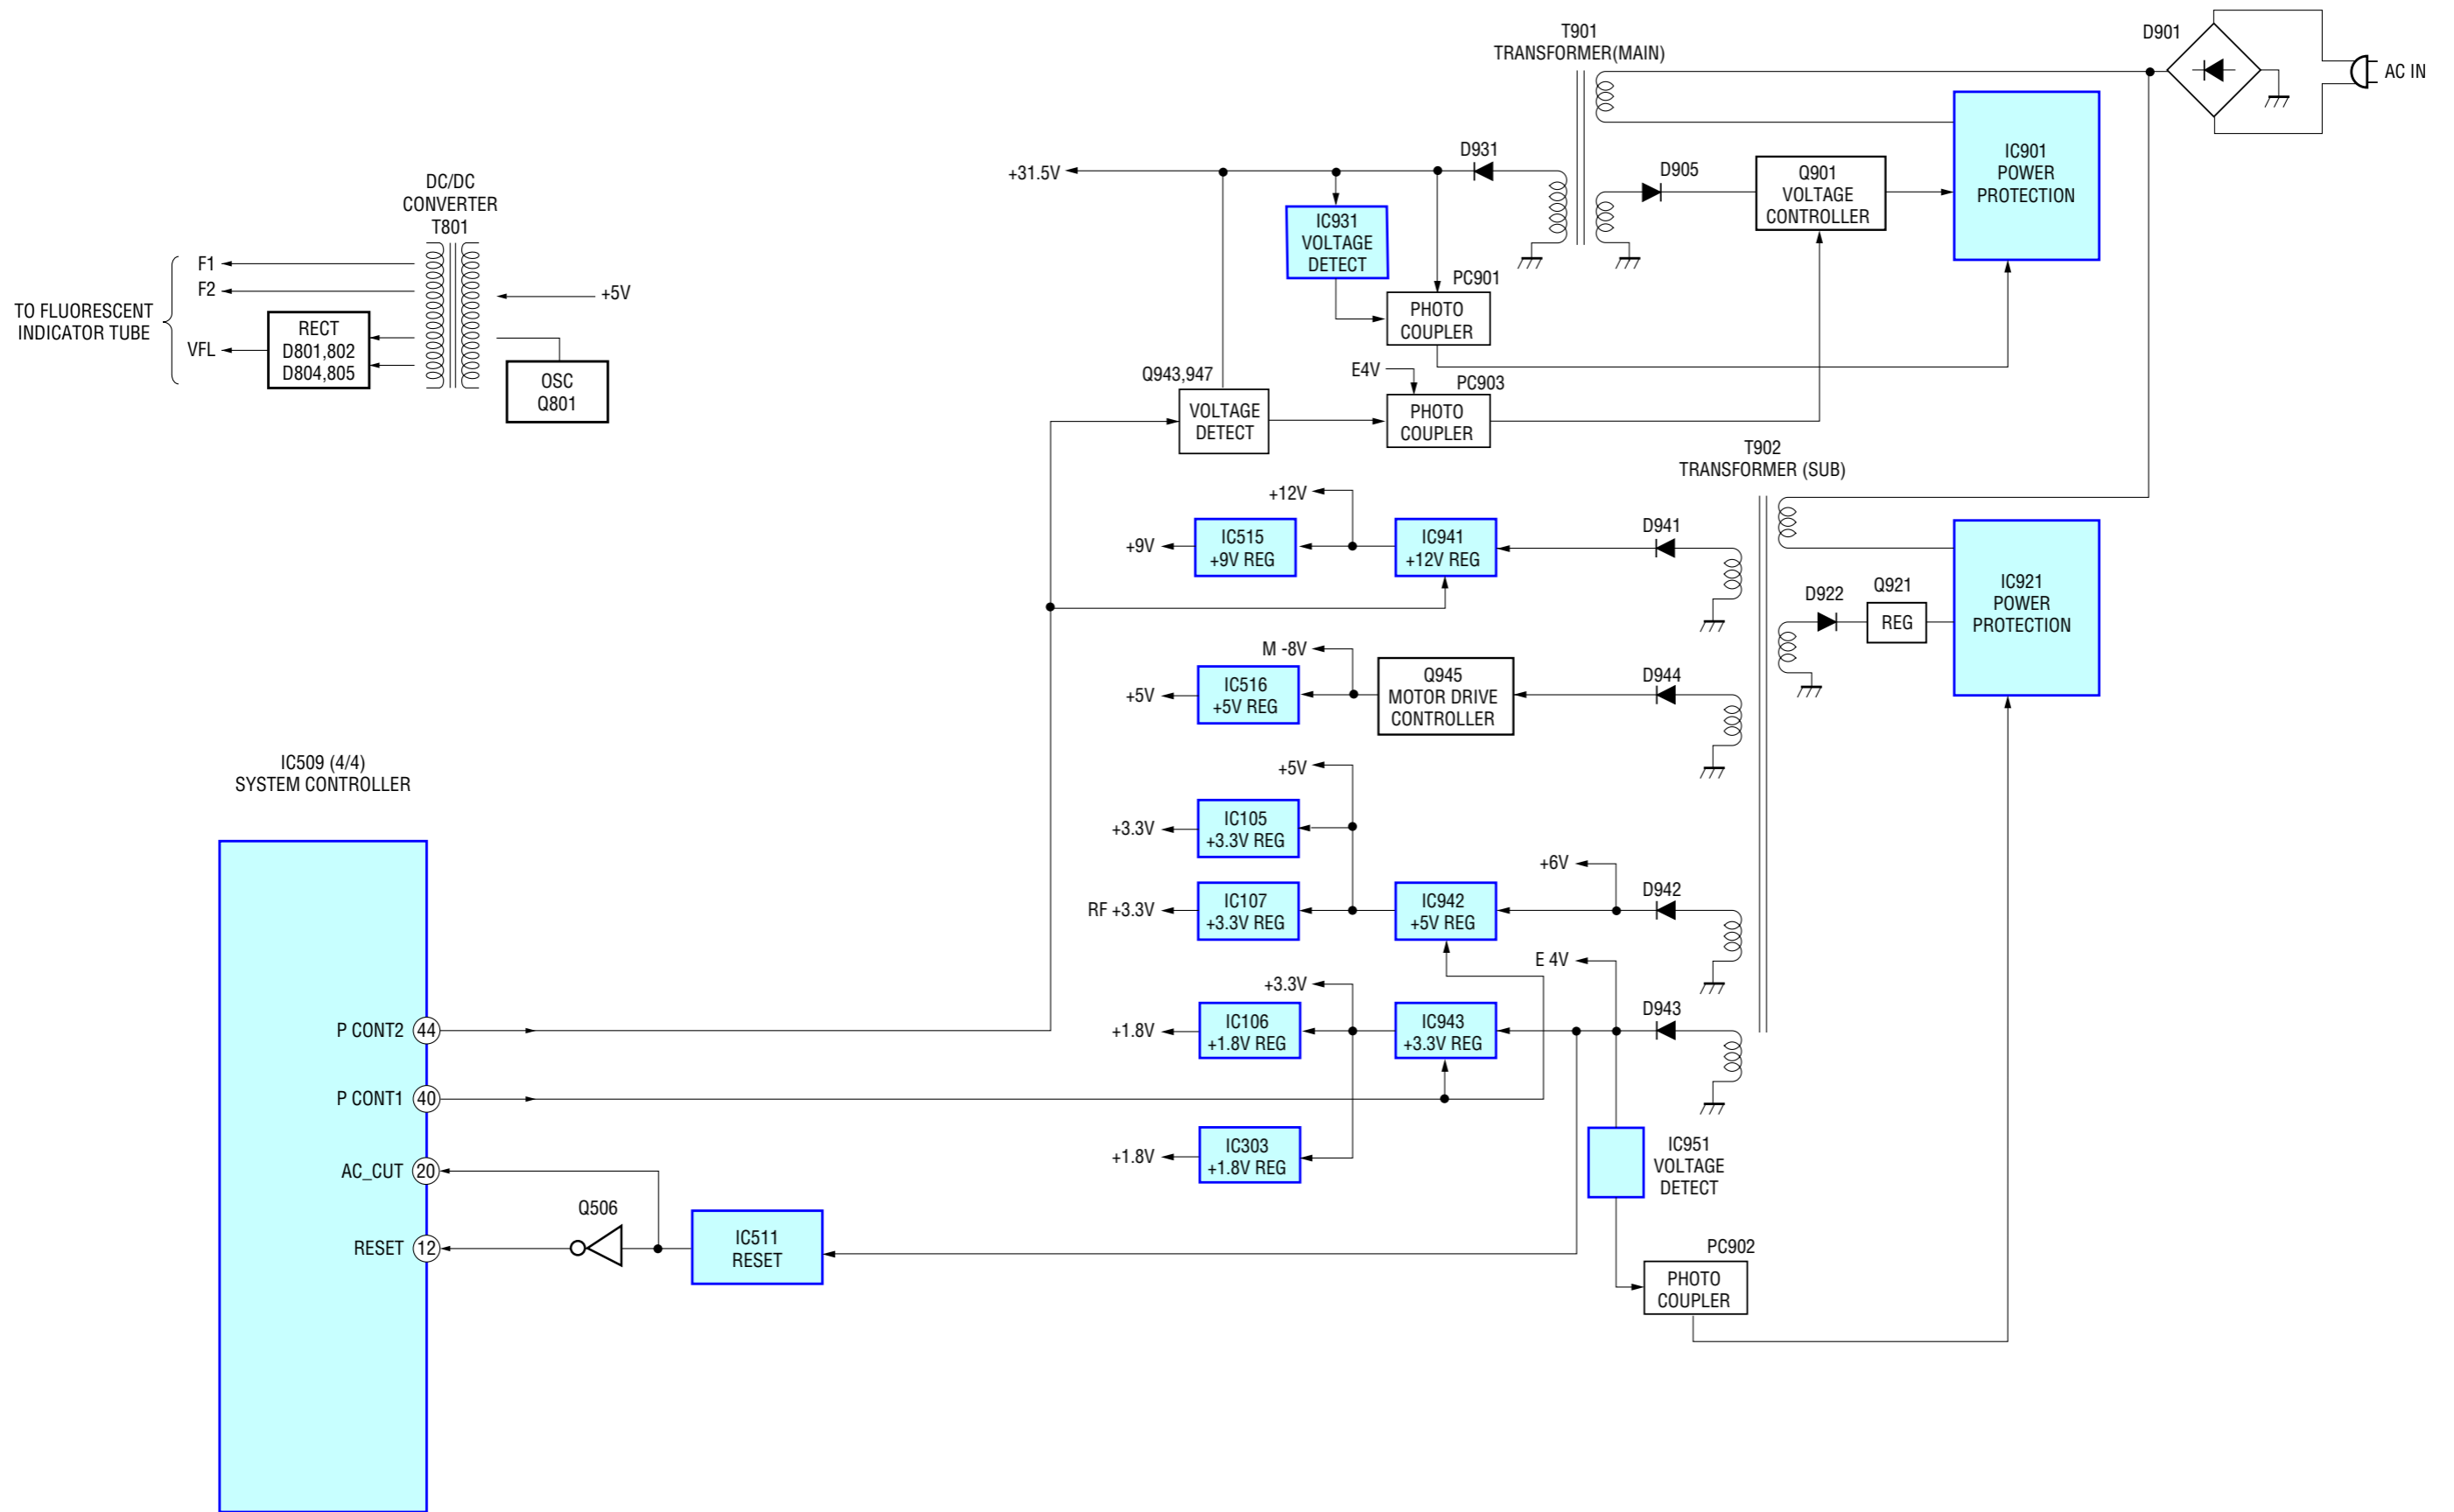 T901
TRANSFORMER(MAIN)
D901
AC IN
IC901
POWER
PROTECTION
D931
D905
Q901
VOLTAGE
CONTROLLER
+31.5V
IC931
VOLTAGE
DETECT
PC901
PHOTO
COUPLER
DC/DC
CONVERTER
T801
F1
F2
VFL
TO FLUORESCENT
INDICATOR TUBE
RECT
D801,802
D804,805
+5V
OSC
Q801
Q943,947
VOLTAGE
DETECT
E4V
PC903
PHOTO
COUPLER
T902
TRANSFORMER (SUB)
+12V
+9V
IC515
+9V REG
IC941
+12V REG
D941
IC921
POWER
PROTECTION
D922
Q921
REG
M -8V
+5V
IC516
+5V REG
Q945
MOTOR DRIVE
CONTROLLER
D944
+5V
+3.3V
IC105
+3.3V REG
+6V
D942
RF +3.3V
IC107
+3.3V REG
IC942
+5V REG
E 4V
+3.3V
D943
+1.8V
IC106
+1.8V REG
IC943
+3.3V REG
+1.8V
IC303
+1.8V REG
IC951
VOLTAGE
DETECT
PC902
PHOTO
COUPLER
IC509 (4/4)
SYSTEM CONTROLLER
P CONT2 44
P CONT1 40
AC_CUT 20
RESET 12
Q506
IC511
RESET